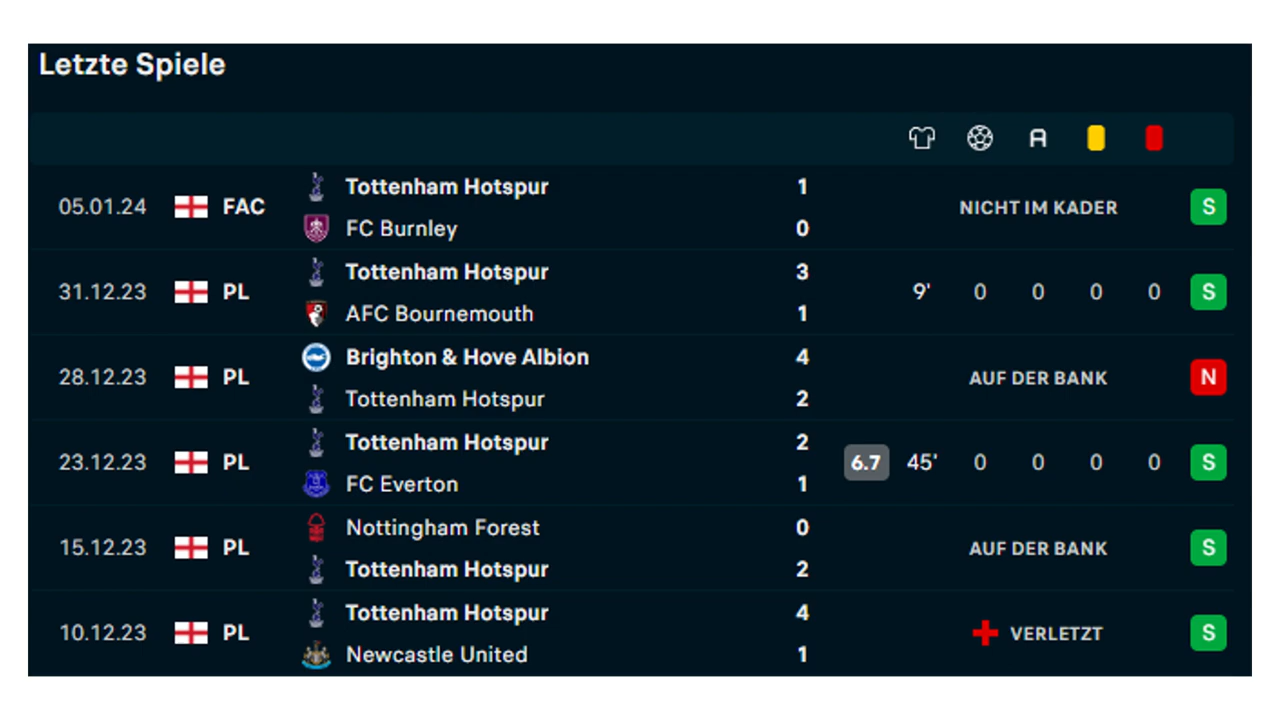 Letzte Spiele
A
05.01.24 FAC Tottenham Hotspur 1 NICHT IM KADER S
FC Burnley 0
31.12.23 PL Tottenham Hotspur 3 9' 0 0 0 0 S
AFC Bournemouth 1
28.12.23 PL Brighton & Hove Albion 4 AUF DER BANK N
Tottenham Hotspur 2
23.12.23 PL Tottenham Hotspur 2 6.7 45' 0 0 0 0 S
FC Everton 1
15.12.23 PL Nottingham Forest 0 AUF DER BANK S
Tottenham Hotspur 2
10.12.23 PL Tottenham Hotspur 4 VERLETZT S
Newcastle United 1